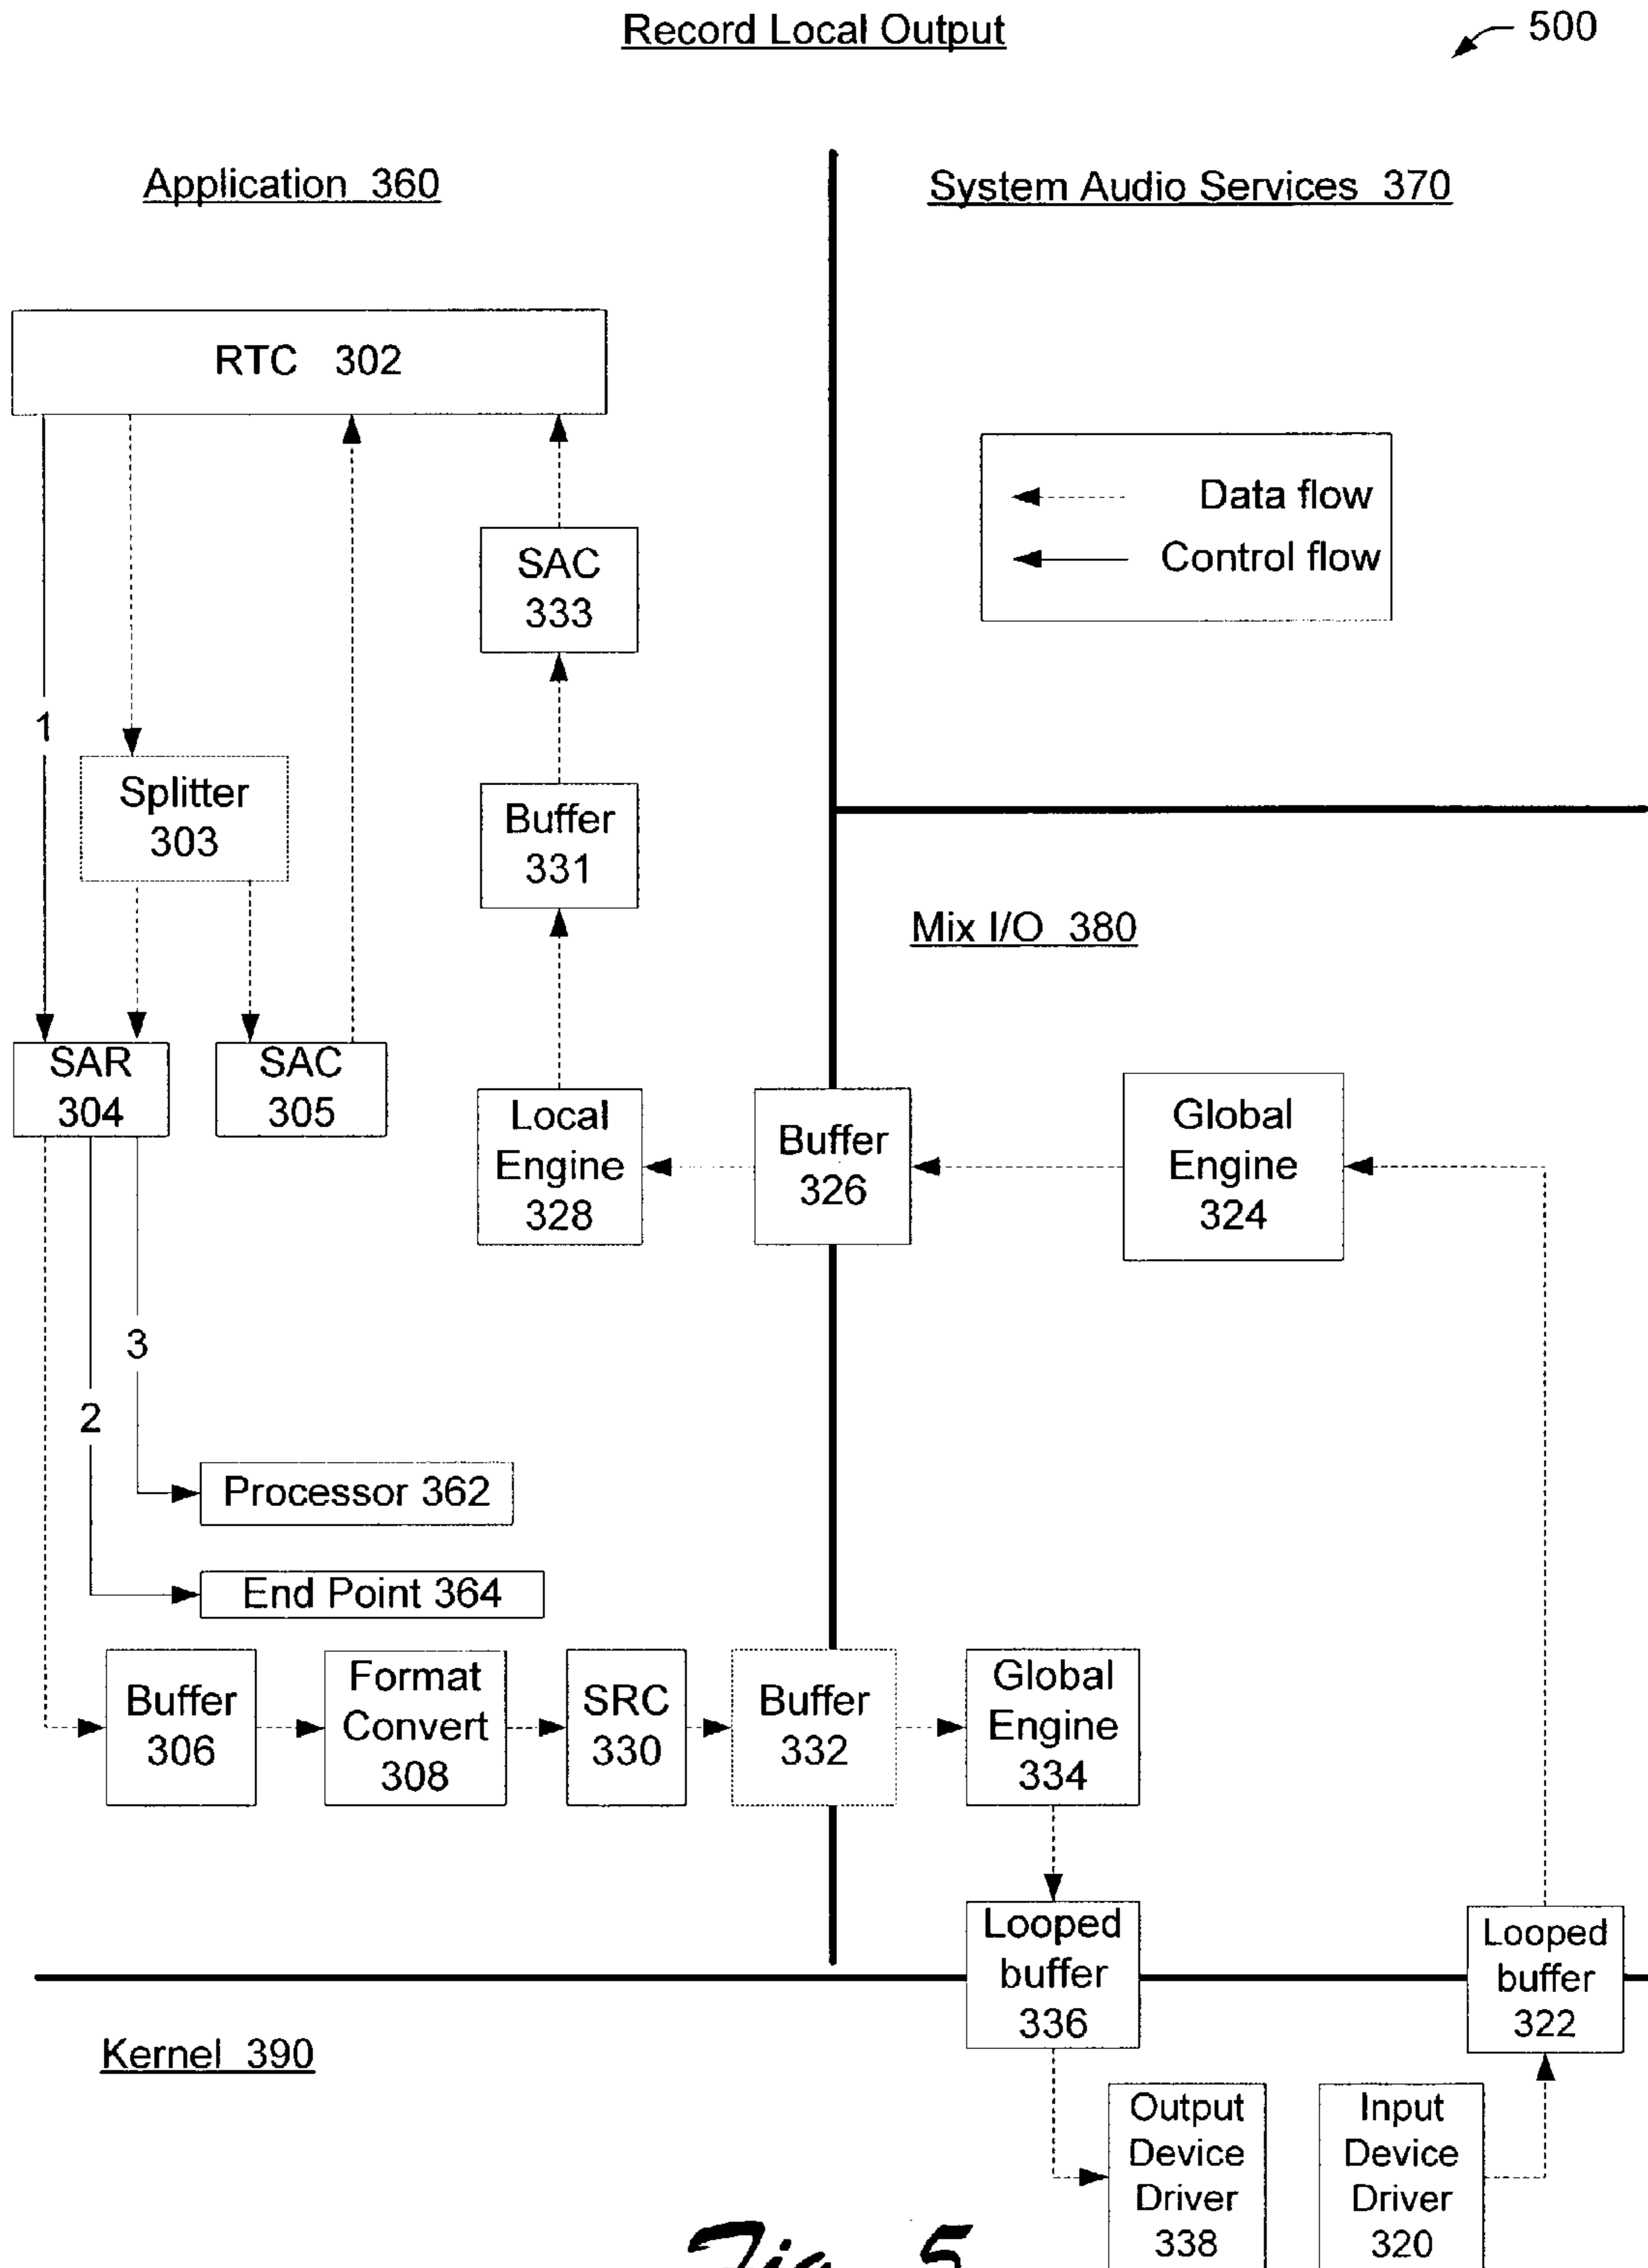 Record Local Output
500
Application 360
System Audio Services 370
RTC 302
Data flow
Control flow
SAC
333
1
Splitter
303
Buffer
331
Mix I/O 380
SAR
304
SAC
305
Local
Engine
328
Buffer
326
Global
Engine
324
3
2
Processor 362
End Point 364
Buffer
306
Format
Convert
308
SRC
330
Buffer
332
Global
Engine
334
Looped
buffer
336
Looped
buffer
322
Kernel 390
Output
Device
Driver
338
Input
Device
Driver
320
Fig. 5